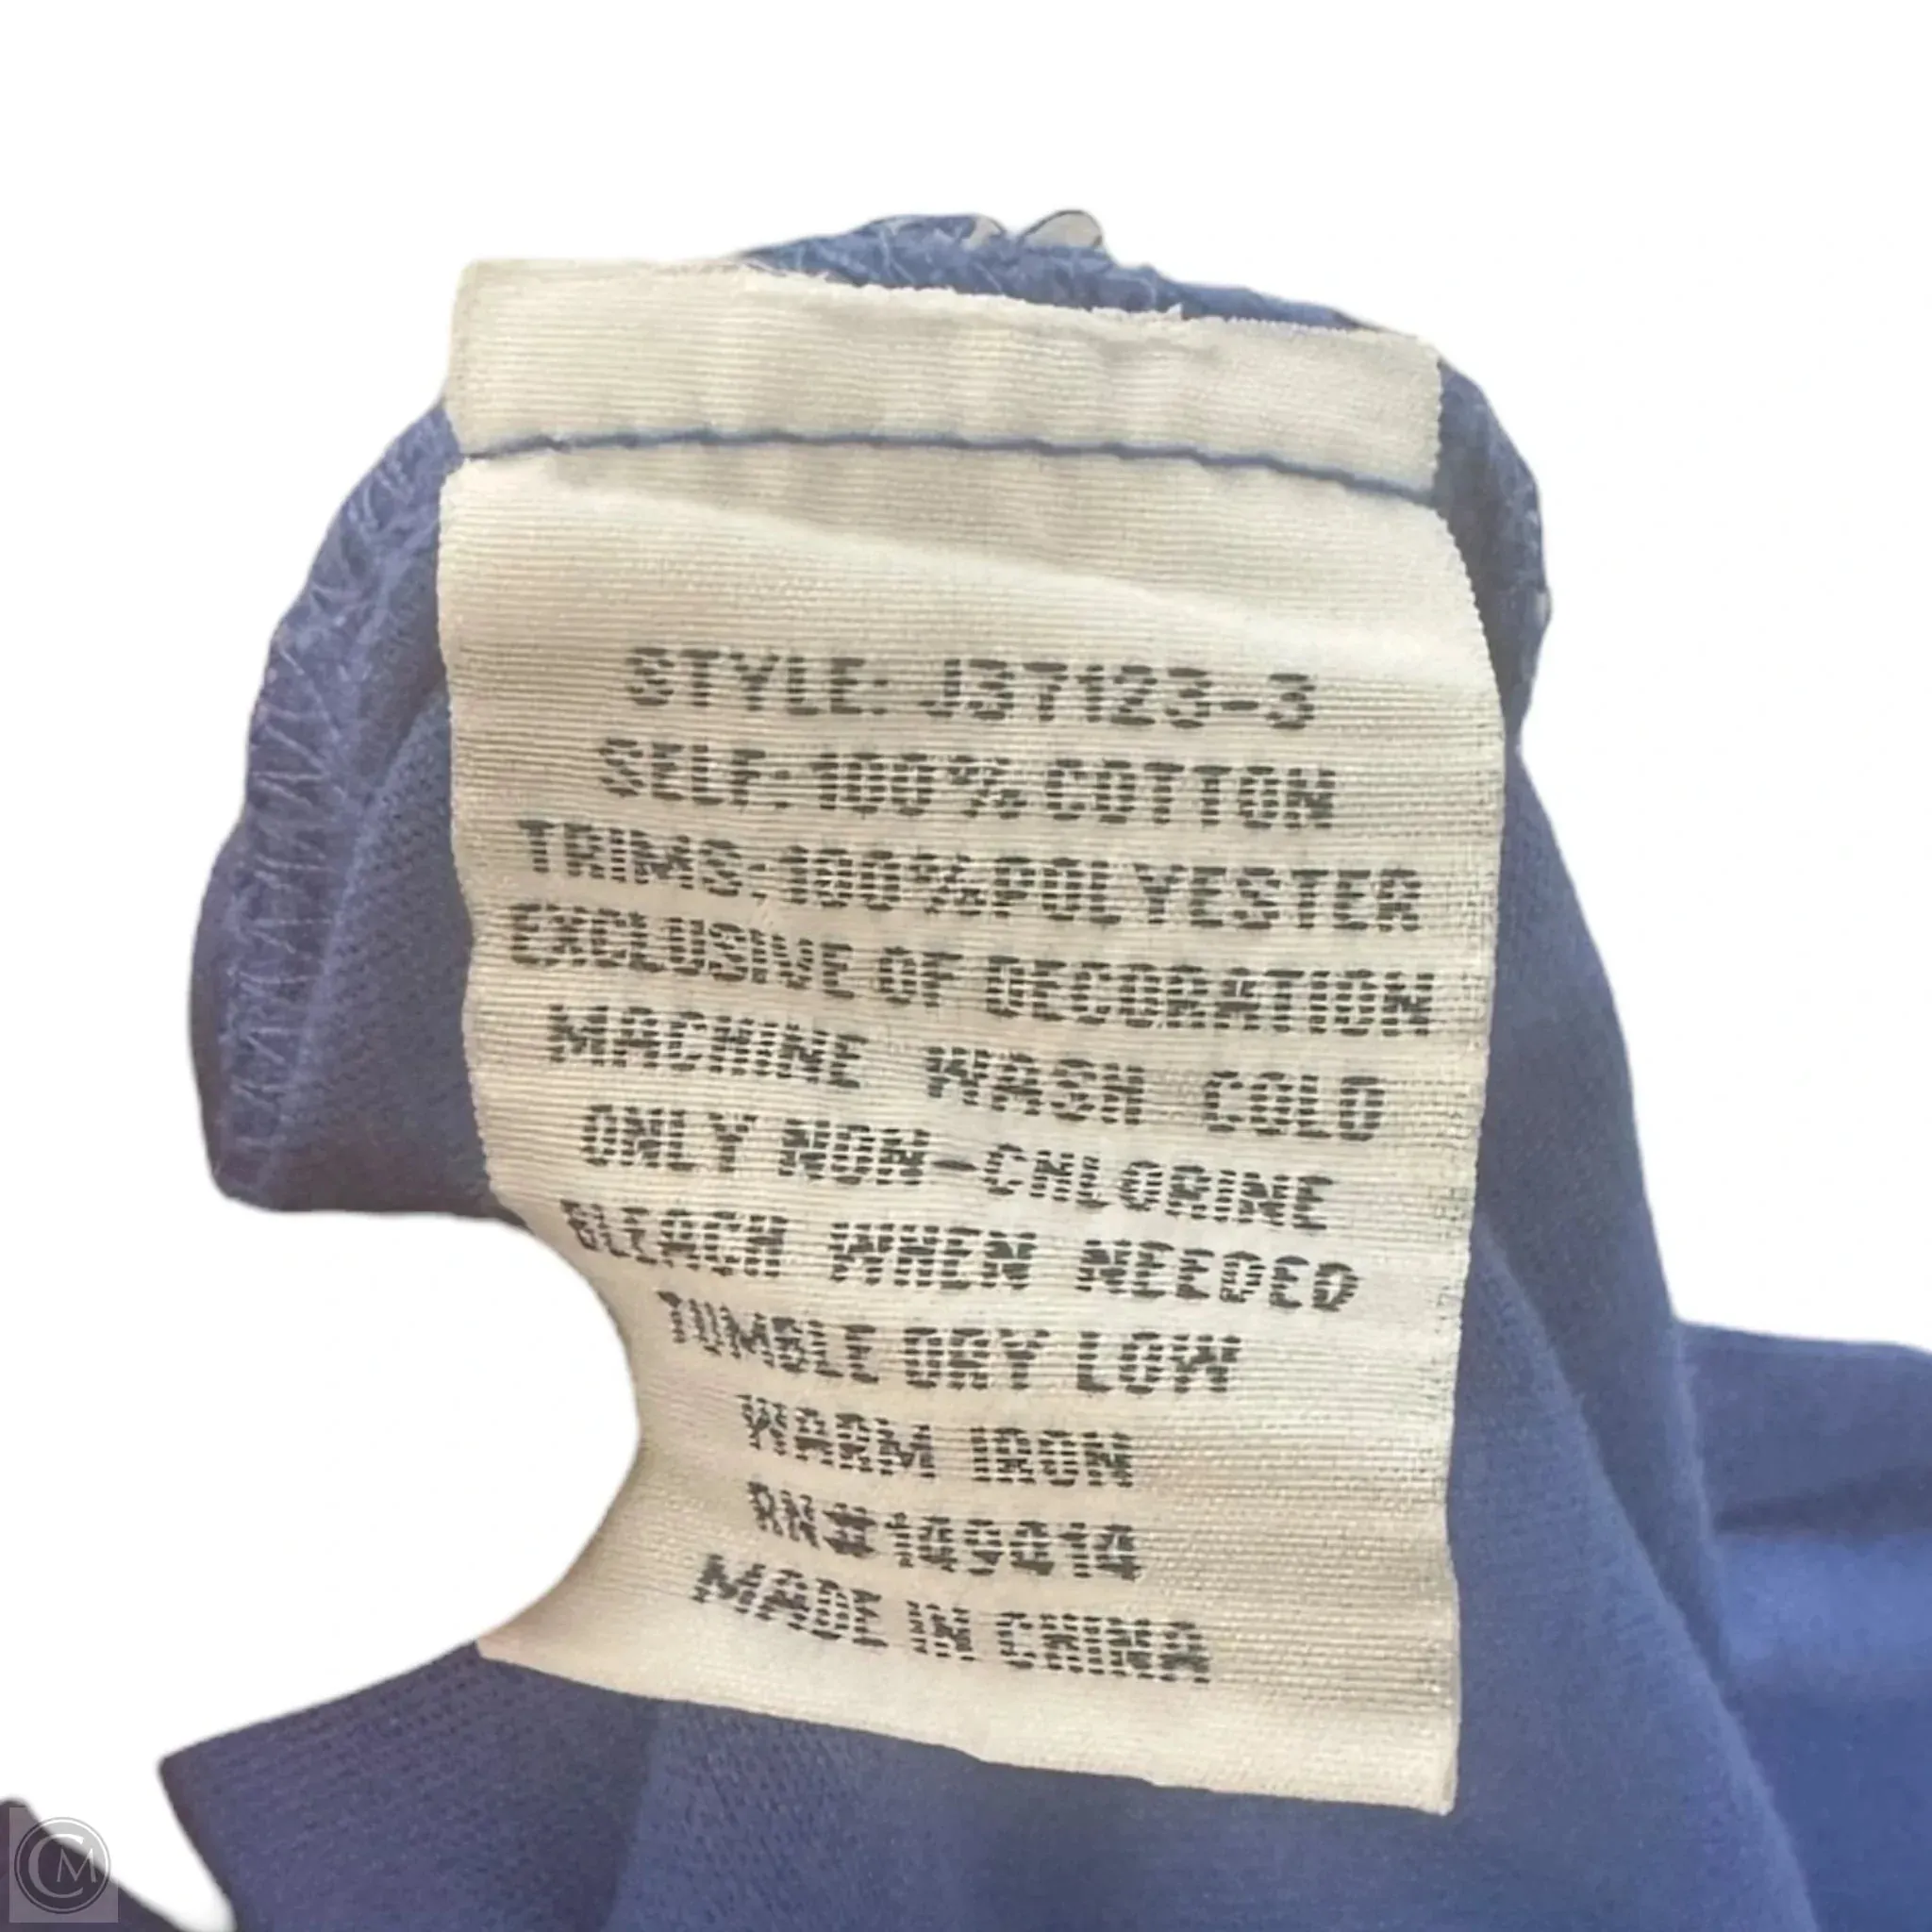 STYLE: J37123-3
SELF: 100% COTTON
TRIMS: 100% POLYESTER
EXCLUSIVE OF DECORATION
MACHINE WASH COLD
ONLY NON-CHLORINE
BLEACH WHEN NEEDED
TUMBLE DRY LOW
WARM IRON
RN#149414
MADE IN CHINA
CM